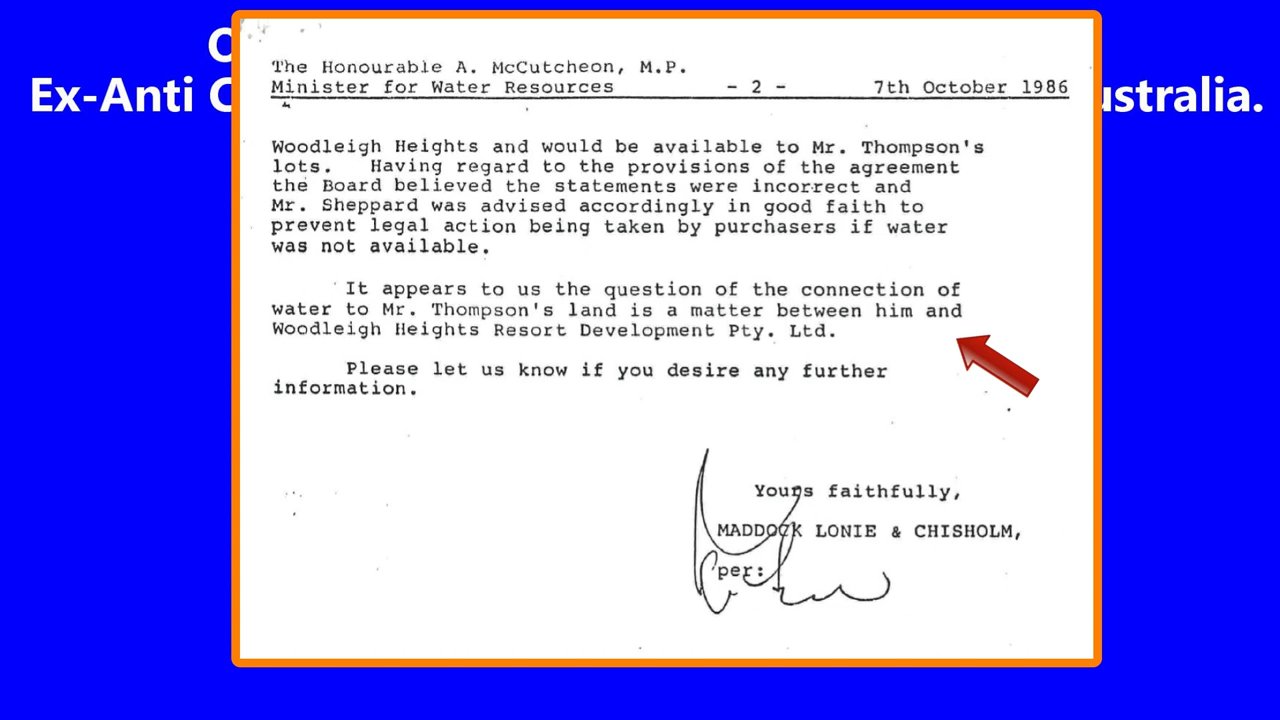 Ex-Anti
The Honourable A. McCutcheon, M.P.
Minister for Water Resources - 2 - 7th October 1986
Woodleigh Heights and would be available to Mr. Thompson's
lots. Having regard to the provisions of the agreement
the Board believed the statements were incorrect and
Mr. Sheppard was advised accordingly in good faith to
prevent legal action being taken by purchasers if water
was not available.
It appears to us the question of the connection of
water to Mr. Thompson's land is a matter between him and
Woodleigh Heights Resort Development Pty. Ltd.
Please let us know if you desire any further
information.
Yours faithfully,
MADDOCK LONIE & CHISHOLM,
per: